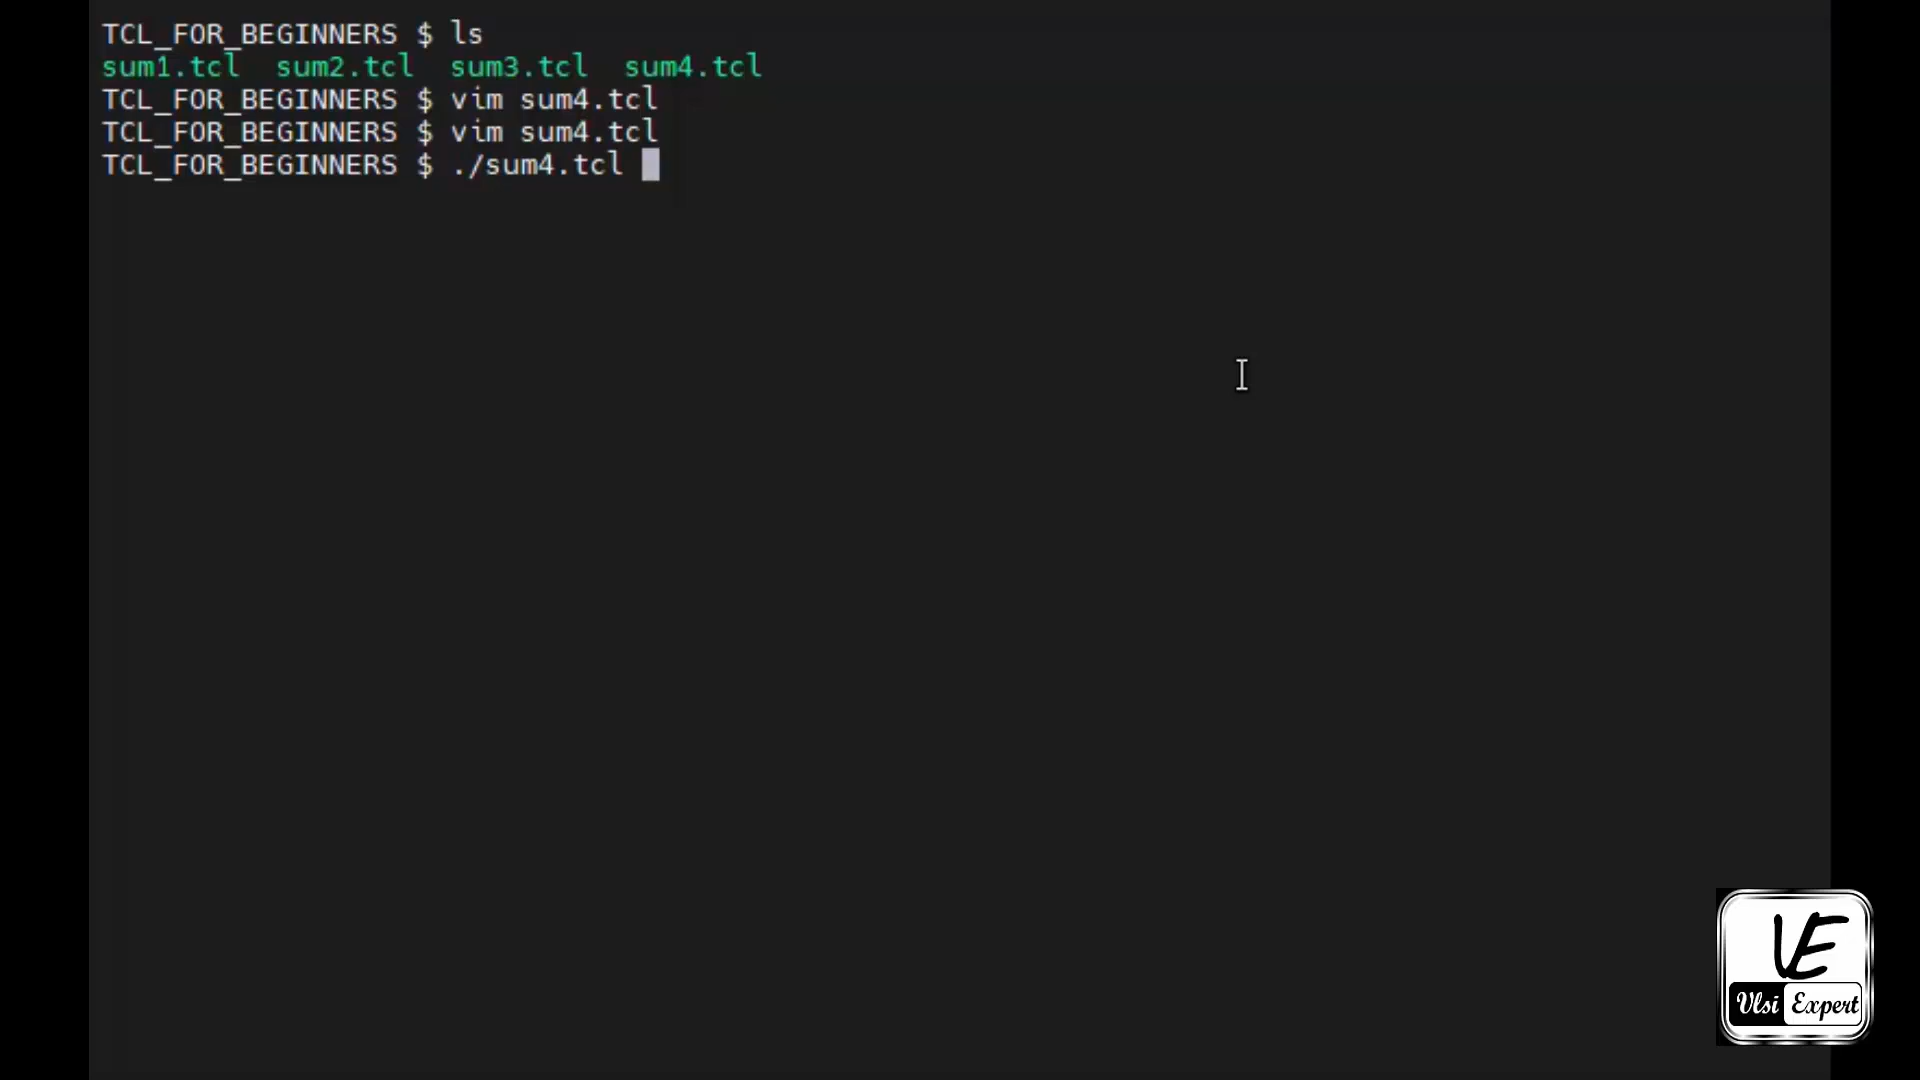 TCL_FOR_BEGINNERS $ ls
sum1.tcl  sum2.tcl  sum3.tcl  sum4.tcl
TCL_FOR_BEGINNERS $ vim sum4.tcl
TCL_FOR_BEGINNERS $ vim sum4.tcl
TCL_FOR_BEGINNERS $ ./sum4.tcl
VE
Vlsi Expert